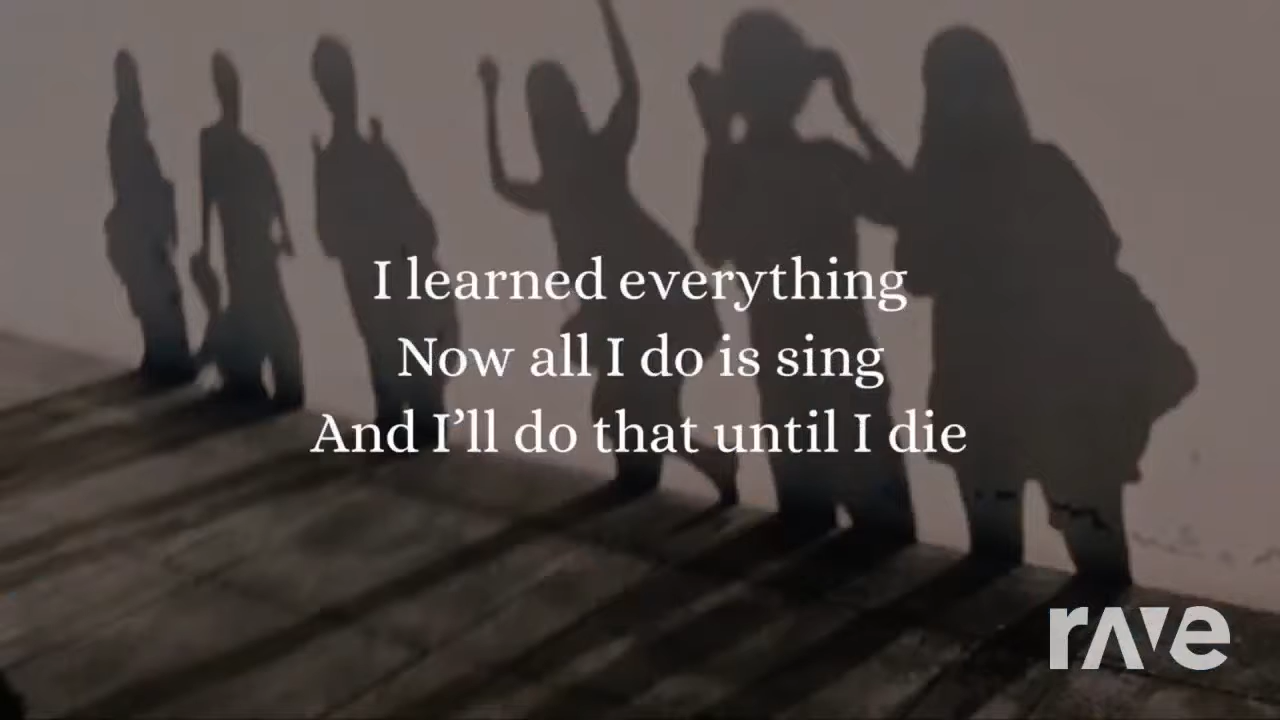 I learned everything
Now all I do is sing
And I'll do that until I die
rave